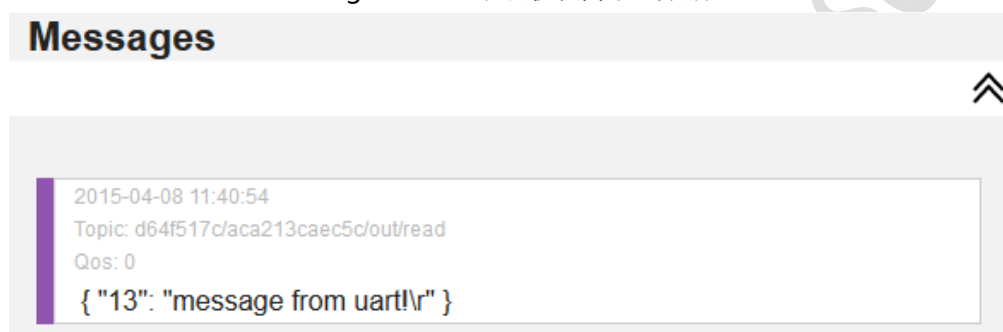 Messages
2015-04-08 11:40:54
Topic: d64f517c/aca213caec5c/out/read
Qos: 0
{ "13": "message from uart!\r" }